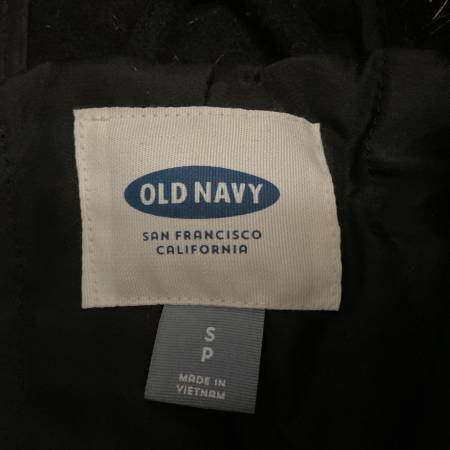 OLD NAVY
SAN FRANCISCO
CALIFORNIA
S
P
MADE IN
VIETNAM